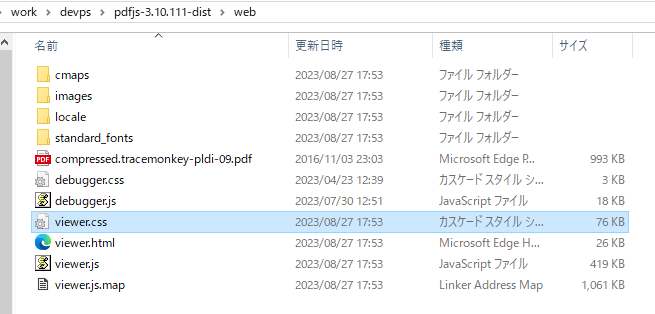 work › devps › pdfjs-3.10.111-dist › web
名前 更新日時 種類 サイズ
cmaps 2023/08/27 17:53 ファイル フォルダー
images 2023/08/27 17:53 ファイル フォルダー
locale 2023/08/27 17:53 ファイル フォルダー
standard_fonts 2023/08/27 17:53 ファイル フォルダー
PDF compressed.tracemonkey-pldi-09.pdf 2016/11/03 23:03 Microsoft Edge P... 993 KB
debugger.css 2023/04/23 12:39 カスケード スタイル シ... 3 KB
debugger.js 2023/07/30 12:51 JavaScript ファイル 18 KB
viewer.css 2023/08/27 17:53 カスケード スタイル シ... 76 KB
viewer.html 2023/08/27 17:53 Microsoft Edge H... 26 KB
viewer.js 2023/08/27 17:53 JavaScript ファイル 419 KB
viewer.js.map 2023/08/27 17:53 Linker Address Map 1,061 KB